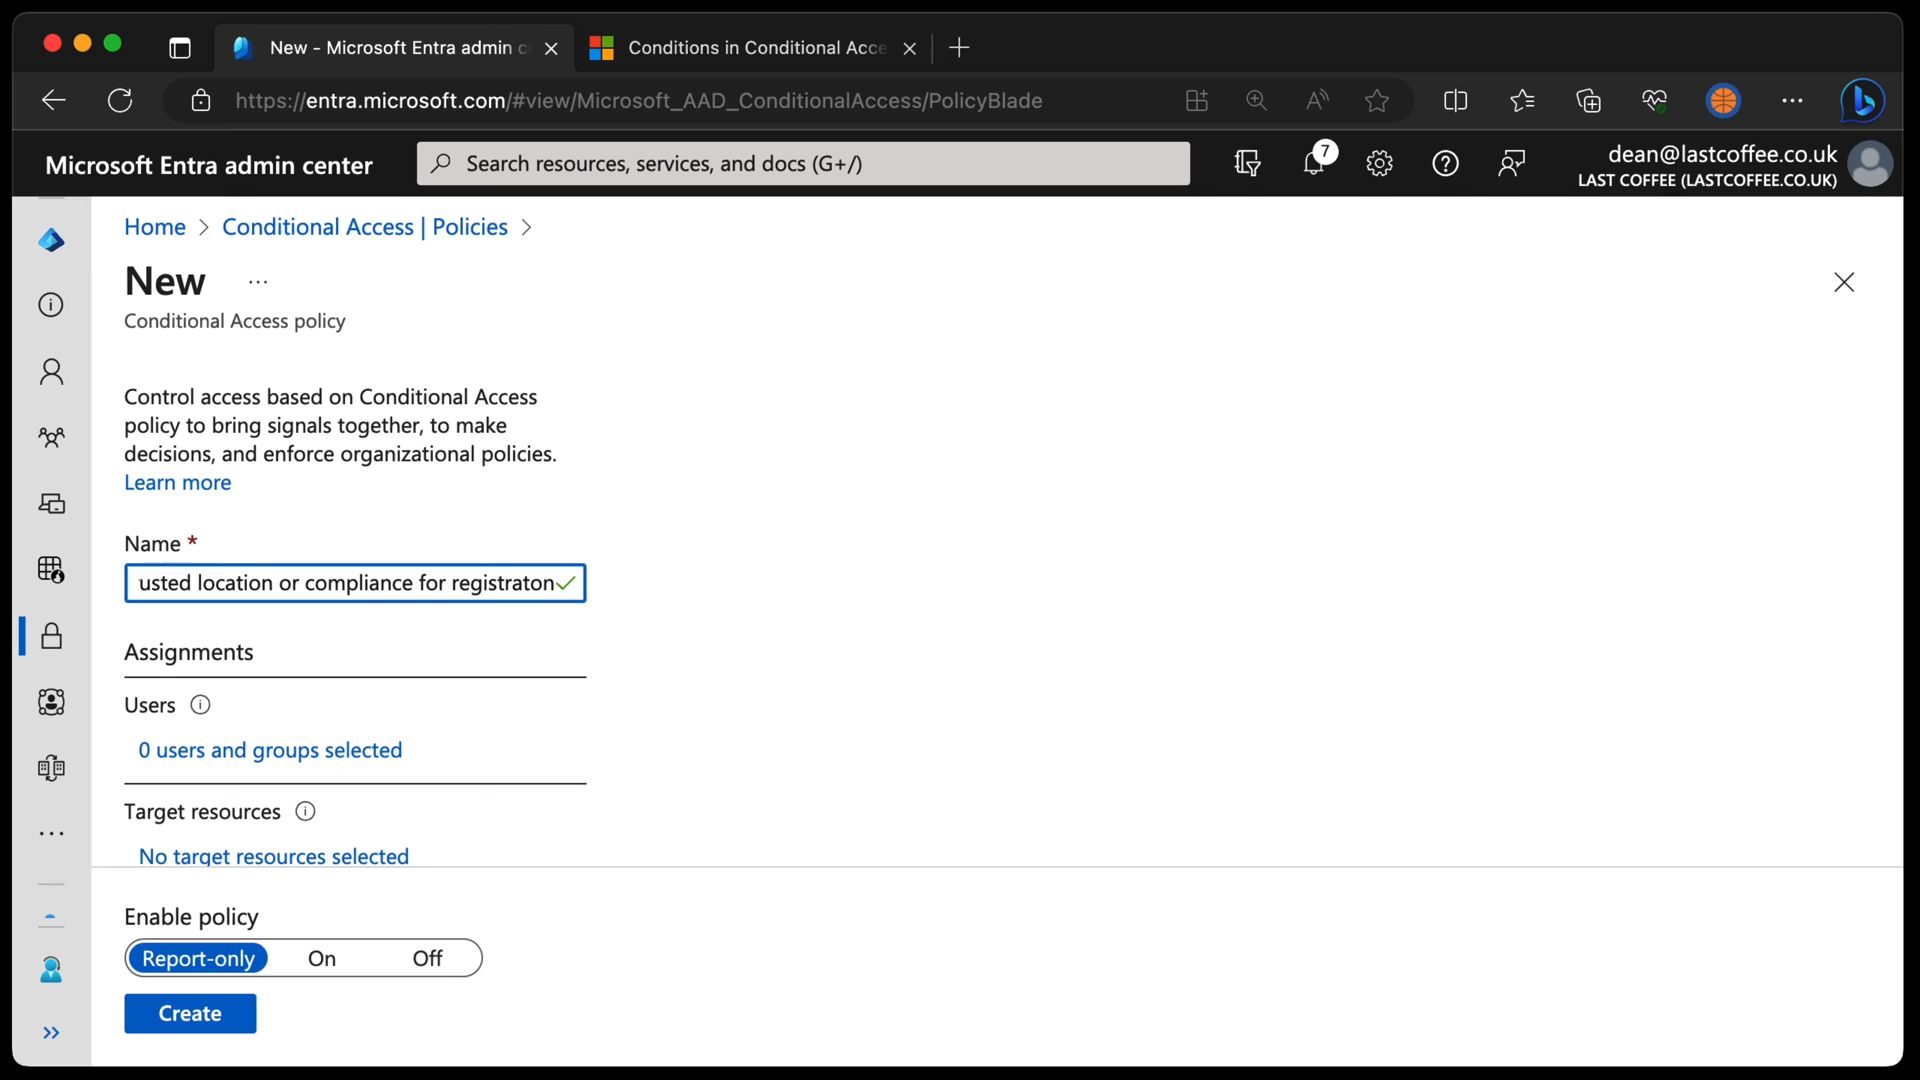 New - Microsoft Entra admin c
Conditions in Conditional Acce
https://entra.microsoft.com/#view/Microsoft_AAD_ConditionalAccess/PolicyBlade
Microsoft Entra admin center
Search resources, services, and docs (G+/)
7
dean@lastcoffee.co.uk
LAST COFFEE (LASTCOFFEE.CO.UK)
Home > Conditional Access | Policies >
New ...
Conditional Access policy
Control access based on Conditional Access
policy to bring signals together, to make
decisions, and enforce organizational policies.
Learn more
Name *
usted location or compliance for registraton
Assignments
Users
0 users and groups selected
Target resources
No target resources selected
Enable policy
Report-only On Off
Create